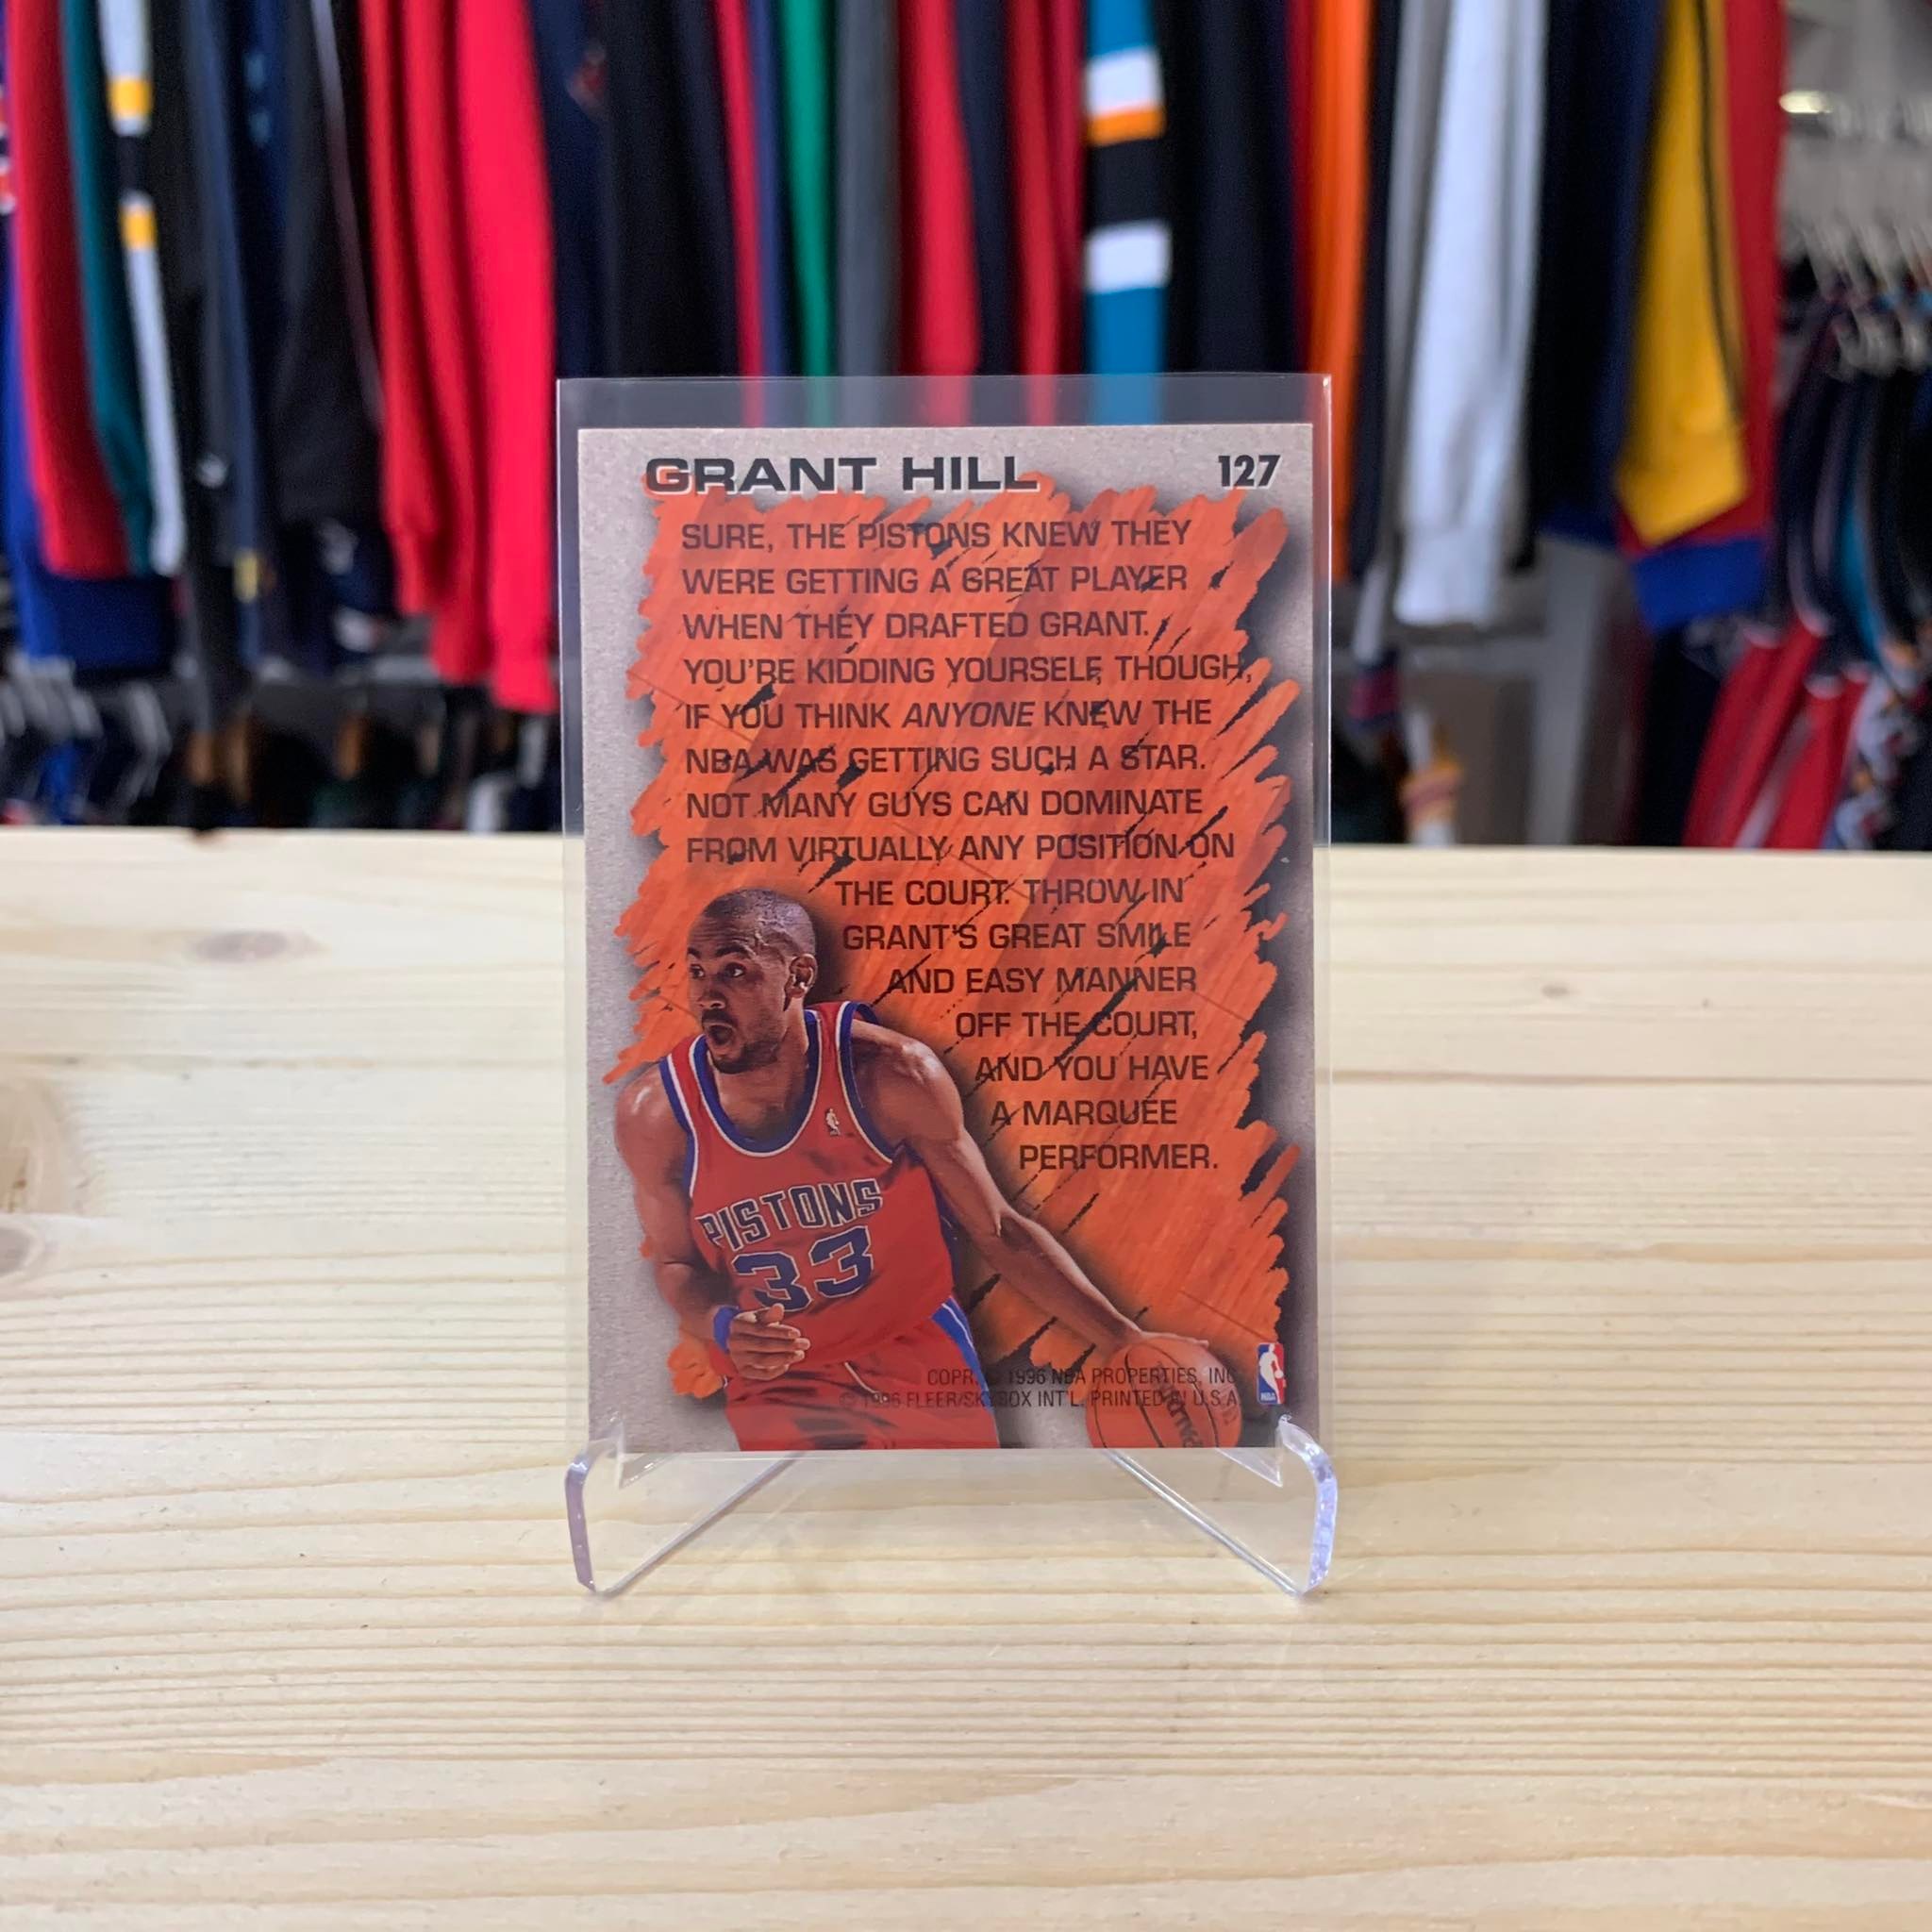 GRANT HILL 127
SURE, THE PISTONS KNEW THEY
WERE GETTING A GREAT PLAYER
WHEN THEY DRAFTED GRANT.
YOU'RE KIDDING YOURSELF, THOUGH,
IF YOU THINK ANYONE KNEW THE
NBA WAS GETTING SUCH A STAR.
NOT MANY GUYS CAN DOMINATE
FROM VIRTUALLY ANY POSITION ON
THE COURT. THROW IN
GRANT'S GREAT SMILE
AND EASY MANNER
OFF THE COURT,
AND YOU HAVE
A MARQUEE
PERFORMER.
PISTONS
33
COPR. © 1996 NBA PROPERTIES, INC.
© 1996 FLEER/SKYBOX INT'L. PRINTED IN U.S.A.
SPALDING
NBA